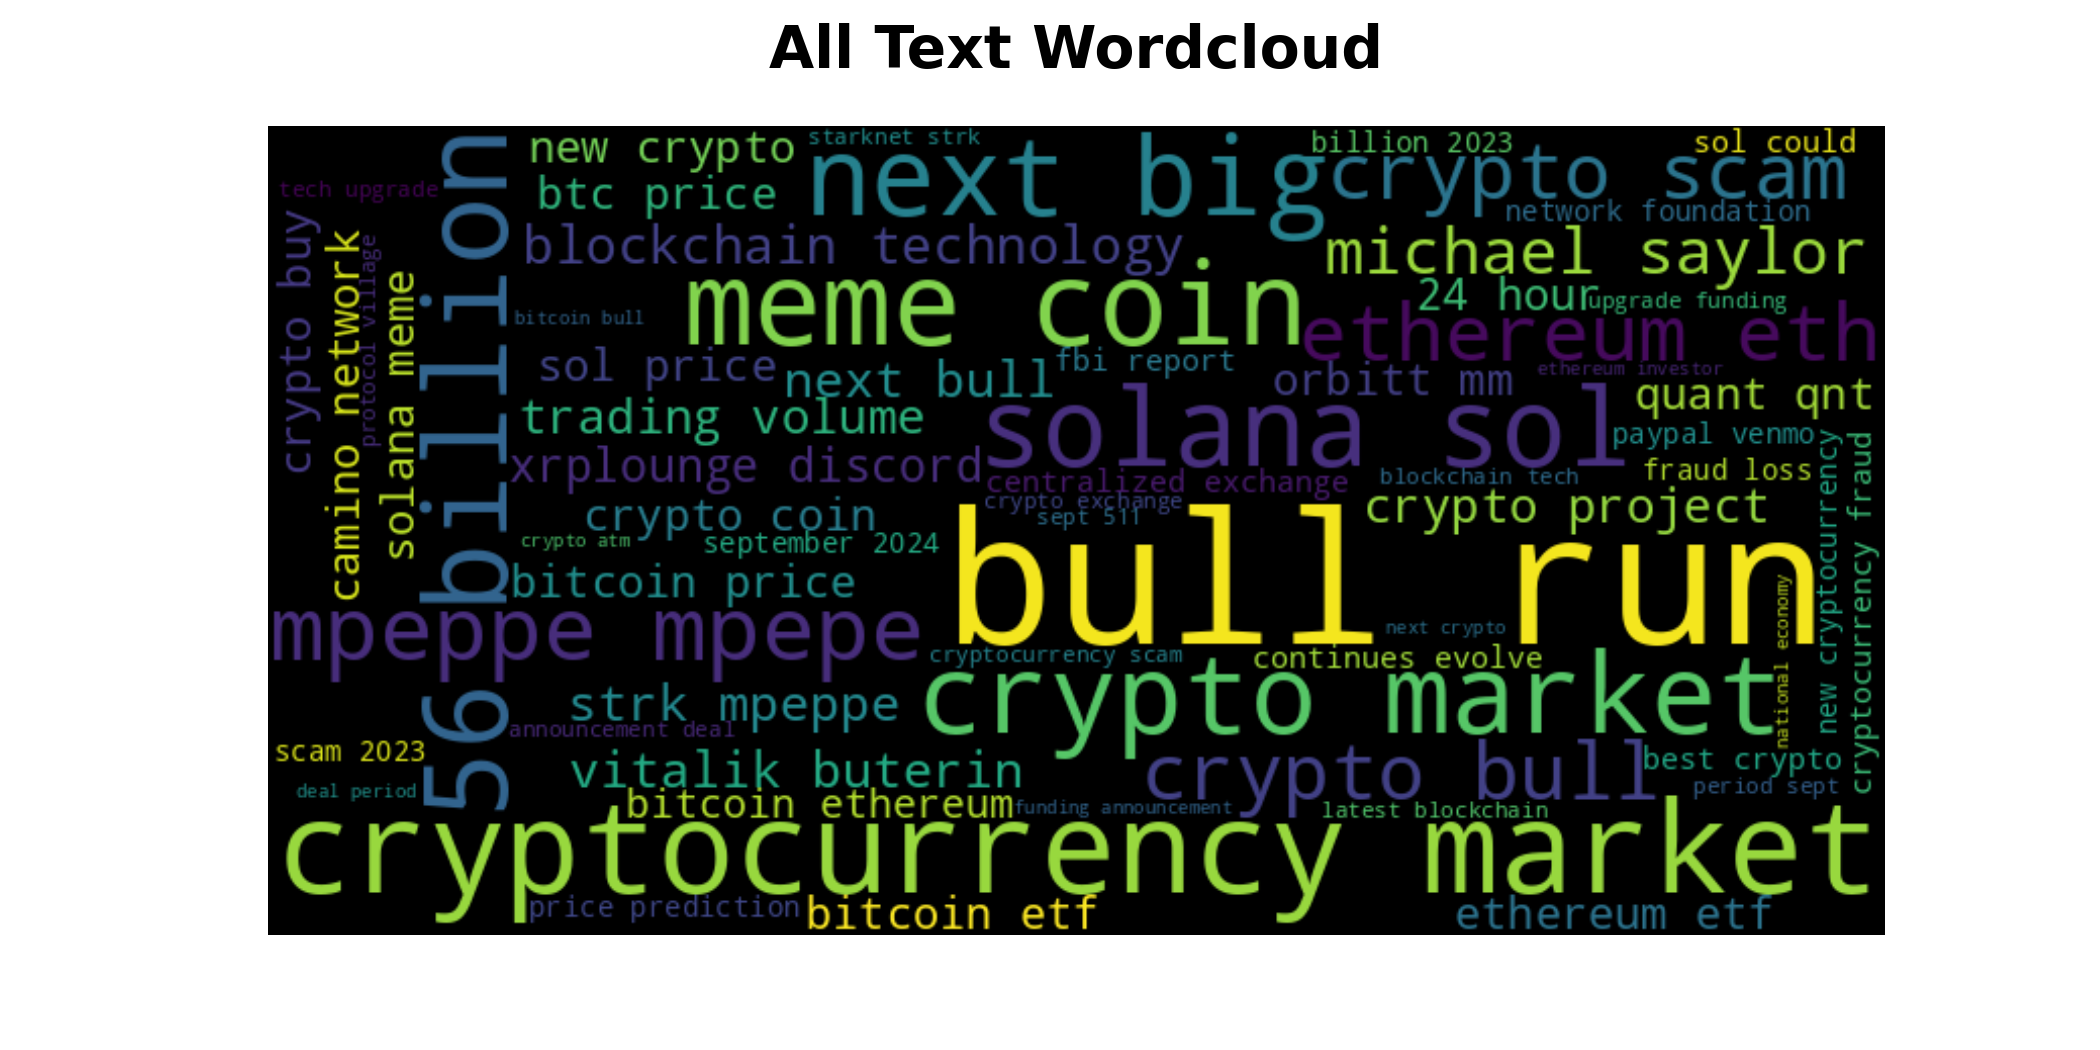 All Text Wordcloud
new crypto
starknet strk
billion 2023
sol could
tech upgrade
btc price
next big
crypto scam
network foundation
crypto buy
camino network
protocol village
solana meme
56 billion
blockchain technology
michael saylor
bitcoin bull
meme coin
24 hour
upgrade funding
ethereum eth
sol price
next bull
fbi report
orbitt mm
ethereum investor
quant qnt
trading volume
solana sol
paypal venmo
xrplounge discord
centralized exchange
blockchain tech
fraud loss
crypto coin
crypto exchange
sept 511
crypto project
new cryptocurrency
cryptocurrency fraud
crypto atm
september 2024
bull run
bitcoin price
national economy
mpeppe mpepe
next crypto
cryptocurrency scam
continues evolve
strk mpeppe
crypto market
announcement deal
scam 2023
vitalik buterin
crypto bull
best crypto
deal period
period sept
bitcoin ethereum
funding announcement
latest blockchain
cryptocurrency market
price prediction
bitcoin etf
ethereum etf